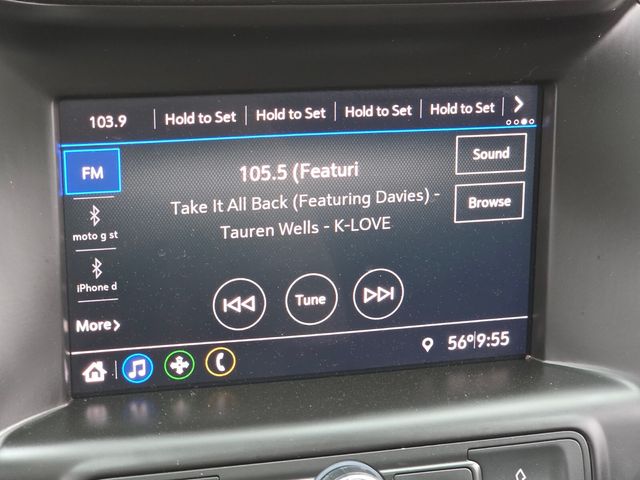 103.9 Hold to Set Hold to Set Hold to Set Hold to Set
FM
105.5 (Featuri
Sound
Take It All Back (Featuring Davies) -
Browse
Tauren Wells - K-LOVE
moto g st
iPhone d
Tune
More
56° 9:55